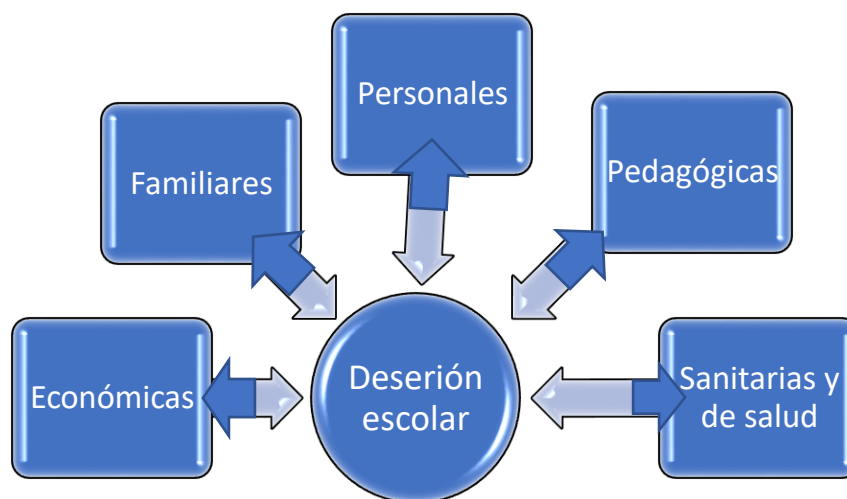 Personales
Familiares
Pedagógicas
Económicas
Deserión
escolar
Sanitarias y
de salud